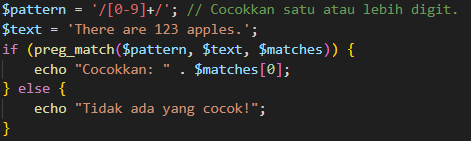 $pattern = '/[0-9]+/'; // Cocokkan satu atau lebih digit.
$text = 'There are 123 apples.';
if (preg_match($pattern, $text, $matches)) {
    echo "Cocokkan: " . $matches[0];
} else {
    echo "Tidak ada yang cocok!";
}